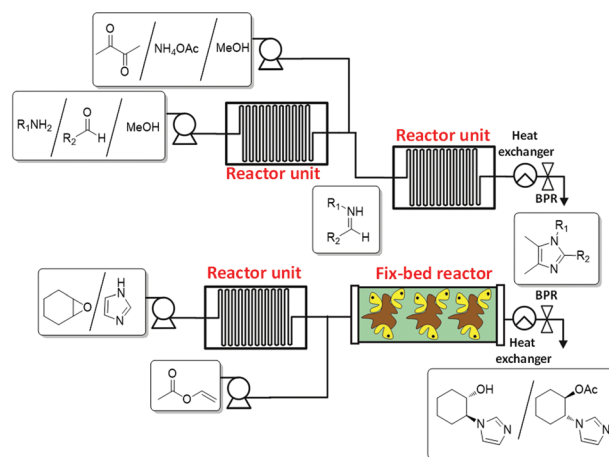 O
O
NH4OAc
MeOH
R1NH2
O
R2
H
MeOH
Reactor unit
Reactor unit
Heat
exchanger
BPR
R1
NH
R2
H
R1
N
R2
N
Reactor unit
Fix-bed reactor
O
H
N
N
BPR
Heat
exchanger
O
O
OH
N
N
OAc
N
N